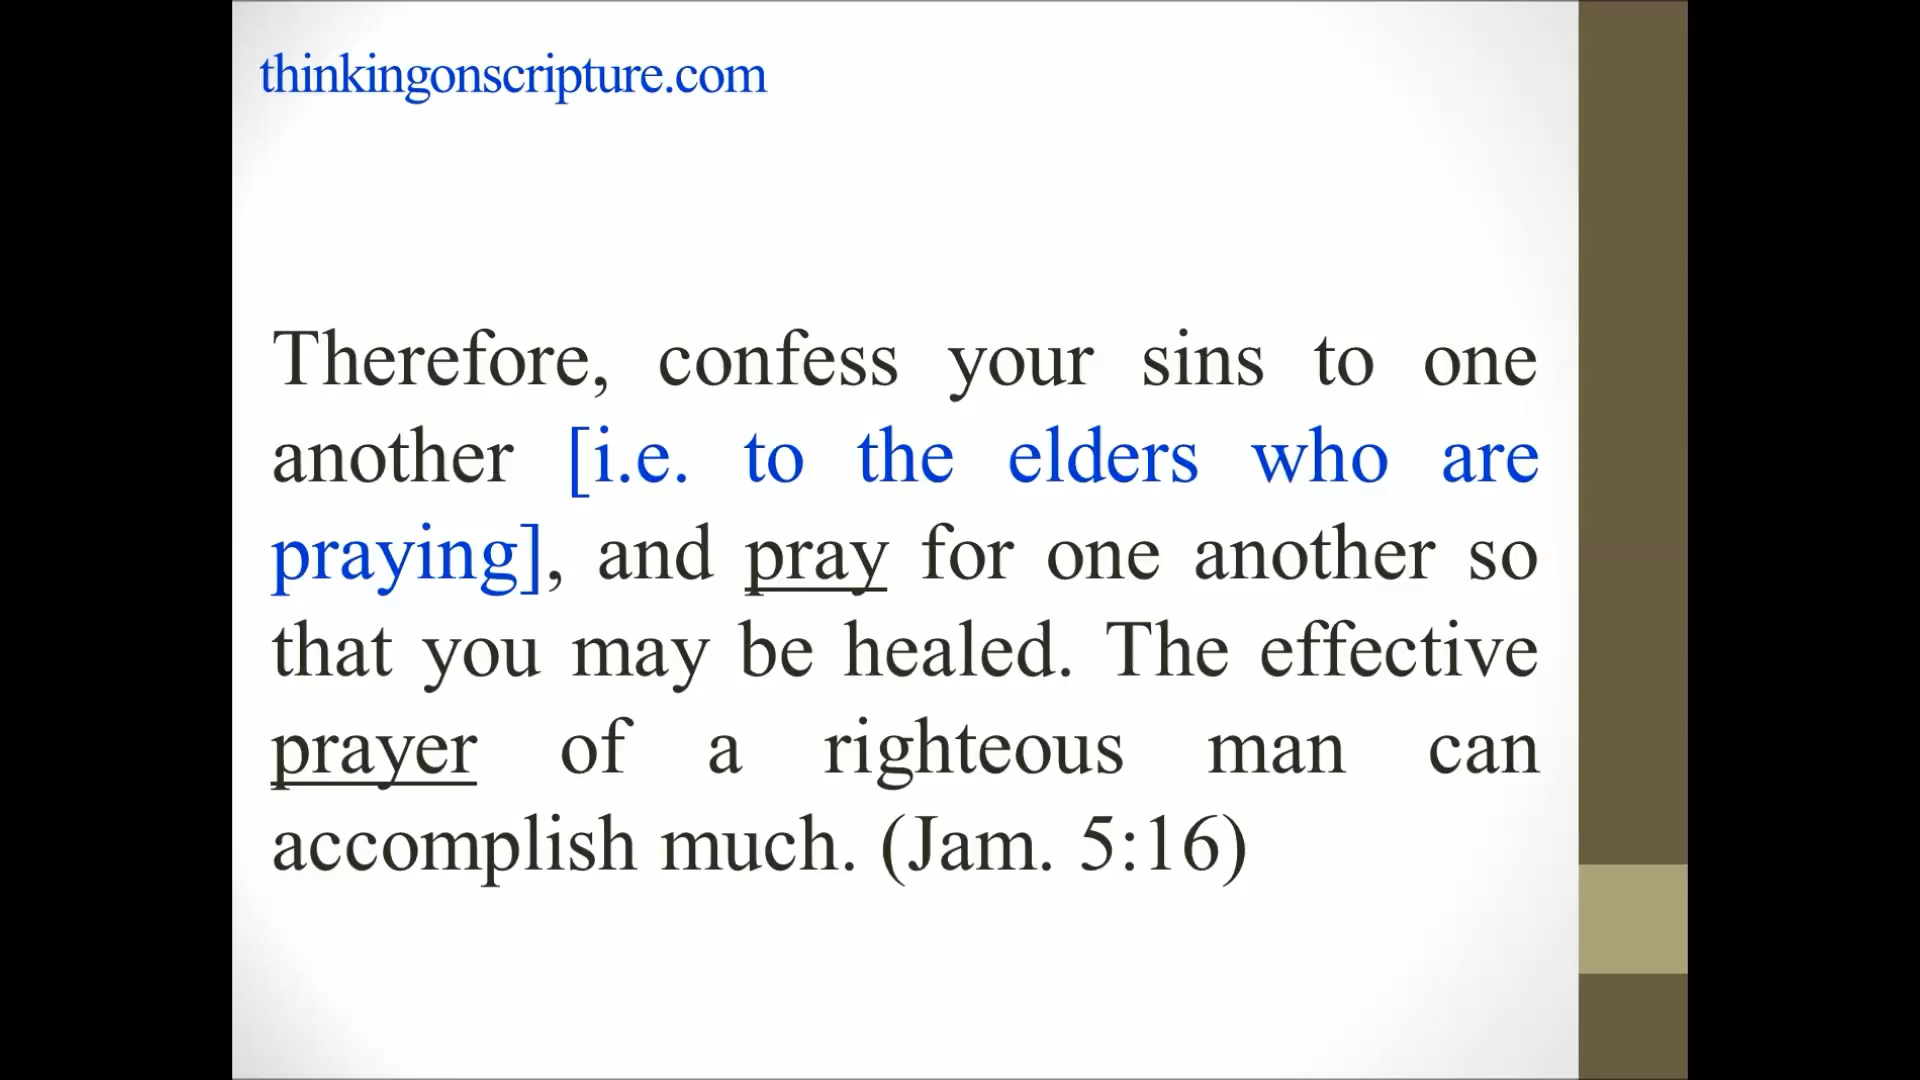 thinkingonscripture.com
Therefore, confess your sins to one
another [i.e. to the elders who are
praying], and pray for one another so
that you may be healed. The effective
prayer of a righteous man can
accomplish much. (Jam. 5:16)